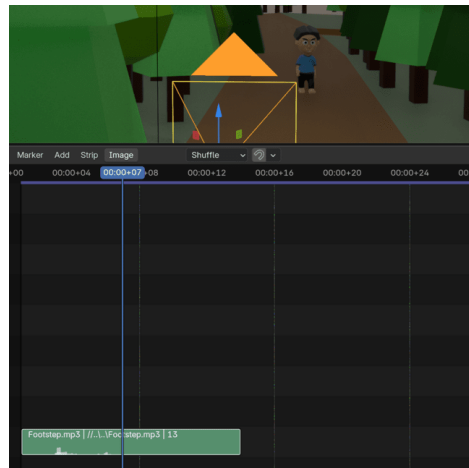 Marker Add Strip Image Shuffle
+00 00:00+04 00:00+07 +08 00:00+12 00:00+16 00:00+20 00:00+24 00
Footstep.mp3 | //..\..\Footstep.mp3 | 13